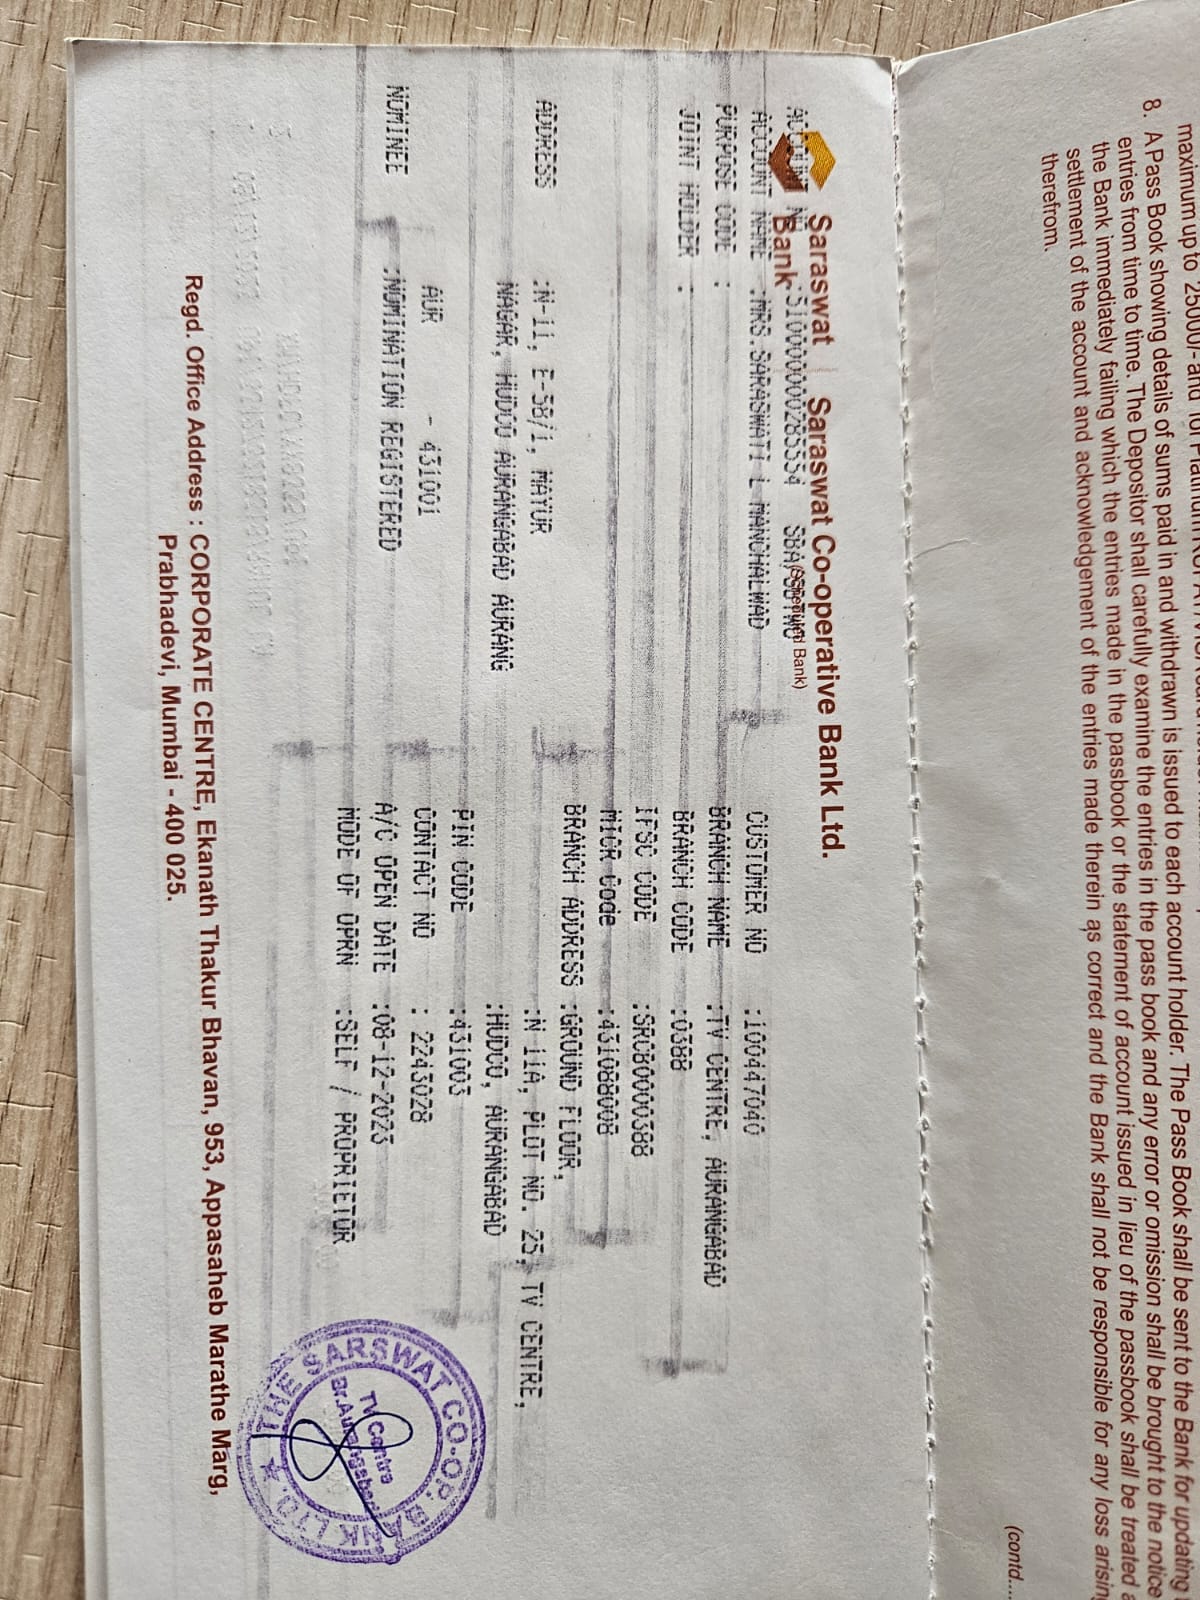 maximum up to 25000/- and
8. A Pass Book showing details of sums paid in and withdrawn is issued to each account holder. The Pass Book shall be sent to the Bank for updating
entries from time to time. The Depositor shall carefully examine the entries in the pass book and any error or omission shall be brought to the notice
the Bank immediately failing which the entries made in the passbook or the statement of account issued in lieu of the passbook shall be treated
settlement of the account and acknowledgement of the entries made therein as correct and the Bank shall not be responsible for any loss arising
therefrom.
(contd....
Saraswat Bank
Saraswat Co-operative Bank Ltd.
(Scheduled Bank)
ACCOUNT NO :510000000285554
ACCOUNT NAME :MRS.SARASWATI L MANCHALWAD
PURPOSE CODE :
JOINT HOLDER :
ADDRESS :N-11, E-58/1, MAYUR
NAGAR, HUDCO AURANGABAD AURANG
AUR - 431001
NOMINEE :NOMINATION REGISTERED
CUSTOMER NO :100447040
BRANCH NAME :TV CENTRE, AURANGABAD
BRANCH CODE :0388
IFSC CODE :SRCB0000388
MICR Code :431088008
BRANCH ADDRESS :GROUND FLOOR,
:N 11A, PLOT NO. 25, TV CENTRE,
:HUDCO, AURANGABAD
PIN CODE :431003
CONTACT NO : 2243028
A/C OPEN DATE :08-12-2023
MODE OF OPRN :SELF / PROPRIETOR
Regd. Office Address : CORPORATE CENTRE, Ekanath Thakur Bhavan, 953, Appasaheb Marathe Marg,
Prabhadevi, Mumbai - 400 025.
THE SARSWAT CO-OP. BANK LTD.
TV Centre
Br.Aurangabad